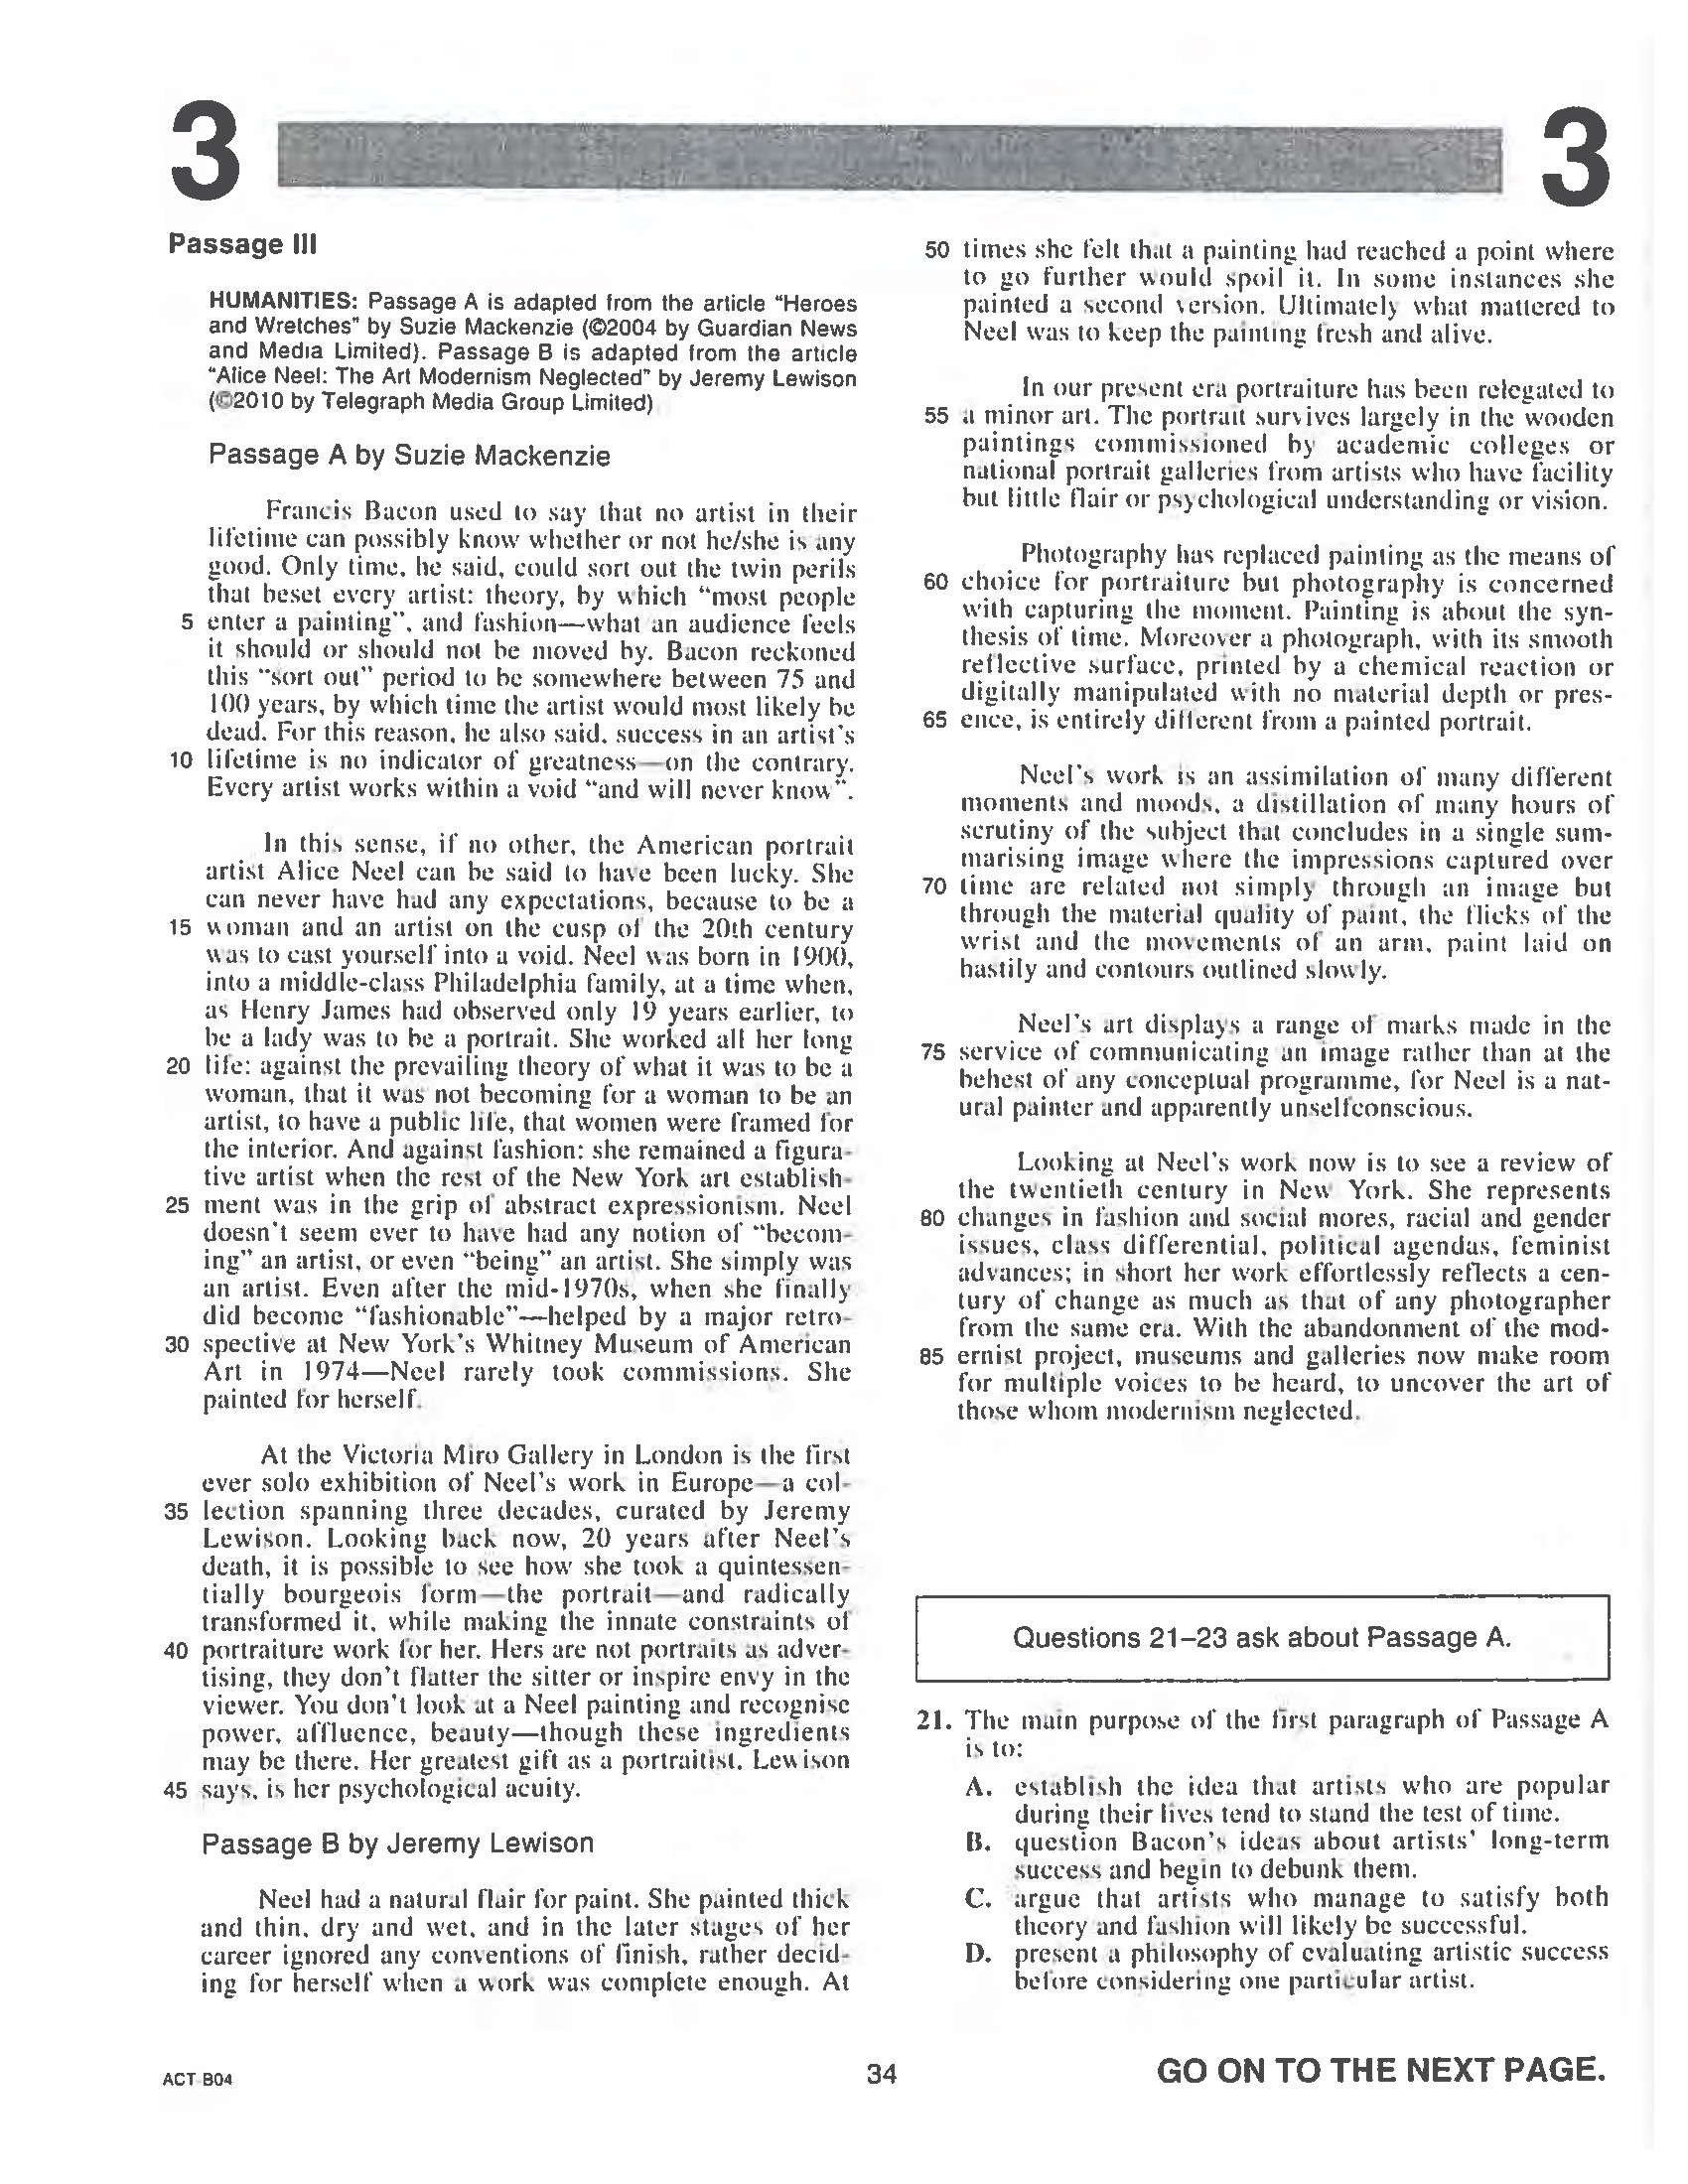 3
3
Passage III
HUMANITIES: Passage A is adapted from the article "Heroes
and Wretches" by Suzie Mackenzie (©2004 by Guardian News
and Media Limited). Passage B is adapted from the article
"Alice Neel: The Art Modernism Neglected" by Jeremy Lewison
(©2010 by Telegraph Media Group Limited)
Passage A by Suzie Mackenzie
Francis Bacon used to say that no artist in their
lifetime can possibly know whether or not he/she is any
good. Only time, he said, could sort out the twin perils
that beset every artist: theory, by which "most people
5 enter a painting", and fashion—what an audience feels
it should or should not be moved by. Bacon reckoned
this "sort out" period to be somewhere between 75 and
100 years, by which time the artist would most likely be
dead. For this reason, he also said, success in an artist's
10 lifetime is no indicator of greatness—on the contrary.
Every artist works within a void "and will never know".
In this sense, if no other, the American portrait
artist Alice Neel can be said to have been lucky. She
can never have had any expectations, because to be a
15 woman and an artist on the cusp of the 20th century
was to cast yourself into a void. Neel was born in 1900,
into a middle-class Philadelphia family, at a time when,
as Henry James had observed only 19 years earlier, to
be a lady was to be a portrait. She worked all her long
20 life: against the prevailing theory of what it was to be a
woman, that it was not becoming for a woman to be an
artist, to have a public life, that women were framed for
the interior. And against fashion: she remained a figura-
tive artist when the rest of the New York art establish-
25 ment was in the grip of abstract expressionism. Neel
doesn't seem ever to have had any notion of "becom-
ing" an artist, or even "being" an artist. She simply was
an artist. Even after the mid-1970s, when she finally
did become "fashionable"—helped by a major retro-
30 spective at New York's Whitney Museum of American
Art in 1974—Neel rarely took commissions. She
painted for herself.
At the Victoria Miro Gallery in London is the first
ever solo exhibition of Neel's work in Europe—a col-
35 lection spanning three decades, curated by Jeremy
Lewison. Looking back now, 20 years after Neel's
death, it is possible to see how she took a quintessen-
tially bourgeois form—the portrait—and radically
transformed it, while making the innate constraints of
40 portraiture work for her. Hers are not portraits as adver-
tising, they don't flatter the sitter or inspire envy in the
viewer. You don't look at a Neel painting and recognise
power, affluence, beauty—though these ingredients
may be there. Her greatest gift as a portraitist, Lewison
45 says, is her psychological acuity.
Passage B by Jeremy Lewison
Neel had a natural flair for paint. She painted thick
and thin, dry and wet, and in the later stages of her
career ignored any conventions of finish, rather decid-
ing for herself when a work was complete enough. At
50 times she felt that a painting had reached a point where
to go further would spoil it. In some instances she
painted a second version. Ultimately what mattered to
Neel was to keep the painting fresh and alive.
In our present era portraiture has been relegated to
55 a minor art. The portrait survives largely in the wooden
paintings commissioned by academic colleges or
national portrait galleries from artists who have facility
but little flair or psychological understanding or vision.
Photography has replaced painting as the means of
60 choice for portraiture but photography is concerned
with capturing the moment. Painting is about the syn-
thesis of time. Moreover a photograph, with its smooth
reflective surface, printed by a chemical reaction or
digitally manipulated with no material depth or pres-
65 ence, is entirely different from a painted portrait.
Neel's work is an assimilation of many different
moments and moods, a distillation of many hours of
scrutiny of the subject that concludes in a single sum-
marising image where the impressions captured over
70 time are related not simply through an image but
through the material quality of paint, the flicks of the
wrist and the movements of an arm, paint laid on
hastily and contours outlined slowly.
Neel's art displays a range of marks made in the
75 service of communicating an image rather than at the
behest of any conceptual programme, for Neel is a nat-
ural painter and apparently unselfconscious.
Looking at Neel's work now is to see a review of
the twentieth century in New York. She represents
80 changes in fashion and social mores, racial and gender
issues, class differential, political agendas, feminist
advances; in short her work effortlessly reflects a cen-
tury of change as much as that of any photographer
from the same era. With the abandonment of the mod-
85 ernist project, museums and galleries now make room
for multiple voices to be heard, to uncover the art of
those whom modernism neglected.
Questions 21–23 ask about Passage A.
21. The main purpose of the first paragraph of Passage A
is to:
A. establish the idea that artists who are popular
during their lives tend to stand the test of time.
B. question Bacon's ideas about artists' long-term
success and begin to debunk them.
C. argue that artists who manage to satisfy both
theory and fashion will likely be successful.
D. present a philosophy of evaluating artistic success
before considering one particular artist.
ACT-B04
34
GO ON TO THE NEXT PAGE.